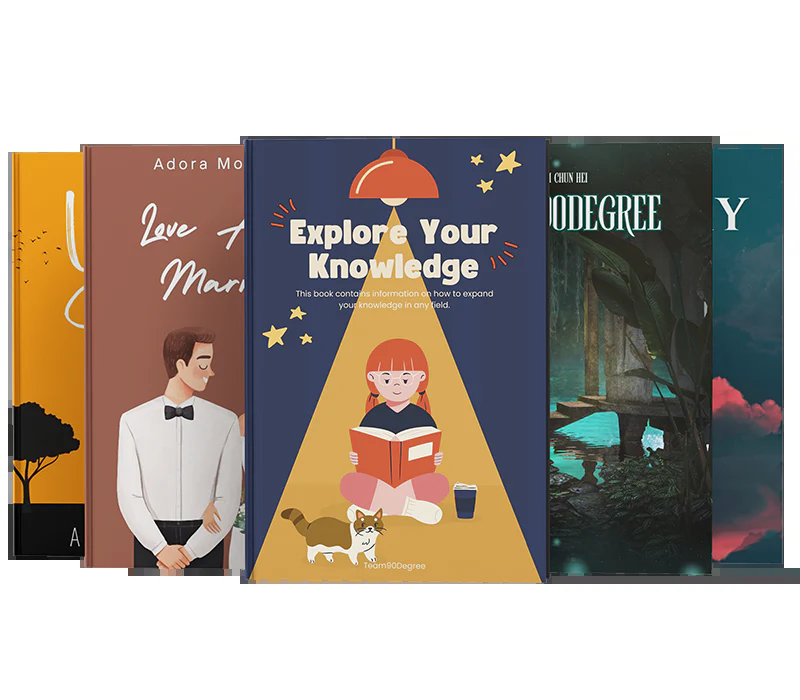 A
Adora Mo
Love
Marr
Explore Your
Knowledge
This book contains information on how to expand
your knowledge in any field.
Team90Degree
CHUN HEI
ODEGREE
Y